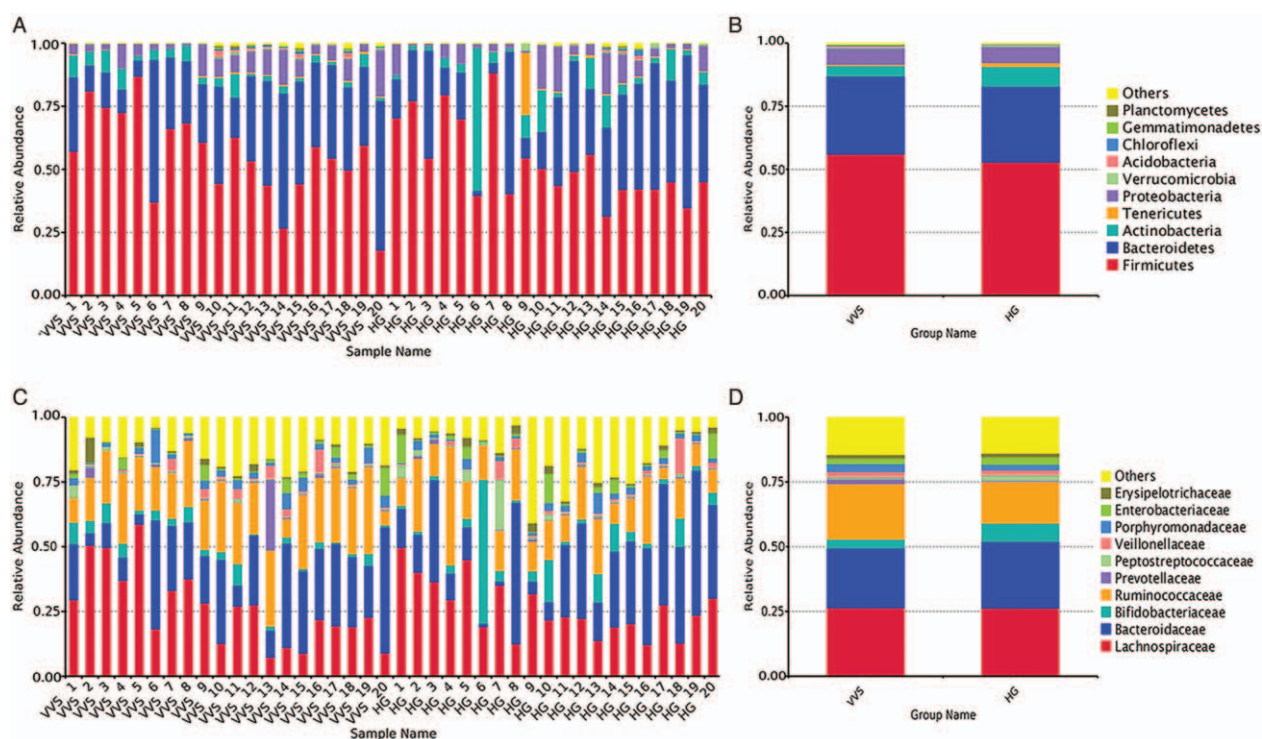 A
B
Relative Abundance
1.00
0.75
0.50
0.25
0.00
VVS 1
VVS 2
VVS 3
VVS 4
VVS 5
VVS 6
VVS 7
VVS 8
VVS 9
VVS 10
VVS 11
VVS 12
VVS 13
VVS 14
VVS 15
VVS 16
VVS 17
VVS 18
VVS 19
VVS 20
HG 1
HG 2
HG 3
HG 4
HG 5
HG 6
HG 7
HG 8
HG 9
HG 10
HG 11
HG 12
HG 13
HG 14
HG 15
HG 16
HG 17
HG 18
HG 19
HG 20
Sample Name
Relative Abundance
1.00
0.75
0.50
0.25
0.00
VVS
HG
Group Name
Others
Planctomycetes
Gemmatimonadetes
Chloroflexi
Acidobacteria
Verrucomicrobia
Proteobacteria
Tenericutes
Actinobacteria
Bacteroidetes
Firmicutes
C
D
Relative Abundance
1.00
0.75
0.50
0.25
0.00
VVS 1
VVS 2
VVS 3
VVS 4
VVS 5
VVS 6
VVS 7
VVS 8
VVS 9
VVS 10
VVS 11
VVS 12
VVS 13
VVS 14
VVS 15
VVS 16
VVS 17
VVS 18
VVS 19
VVS 20
HG 1
HG 2
HG 3
HG 4
HG 5
HG 6
HG 7
HG 8
HG 9
HG 10
HG 11
HG 12
HG 13
HG 14
HG 15
HG 16
HG 17
HG 18
HG 19
HG 20
Sample Name
Relative Abundance
1.00
0.75
0.50
0.25
0.00
VVS
HG
Group Name
Others
Erysipelotrichaceae
Enterobacteriaceae
Porphyromonadaceae
Veillonellaceae
Peptostreptococcaceae
Prevotellaceae
Ruminococcaceae
Bifidobacteriaceae
Bacteroidaceae
Lachnospiraceae